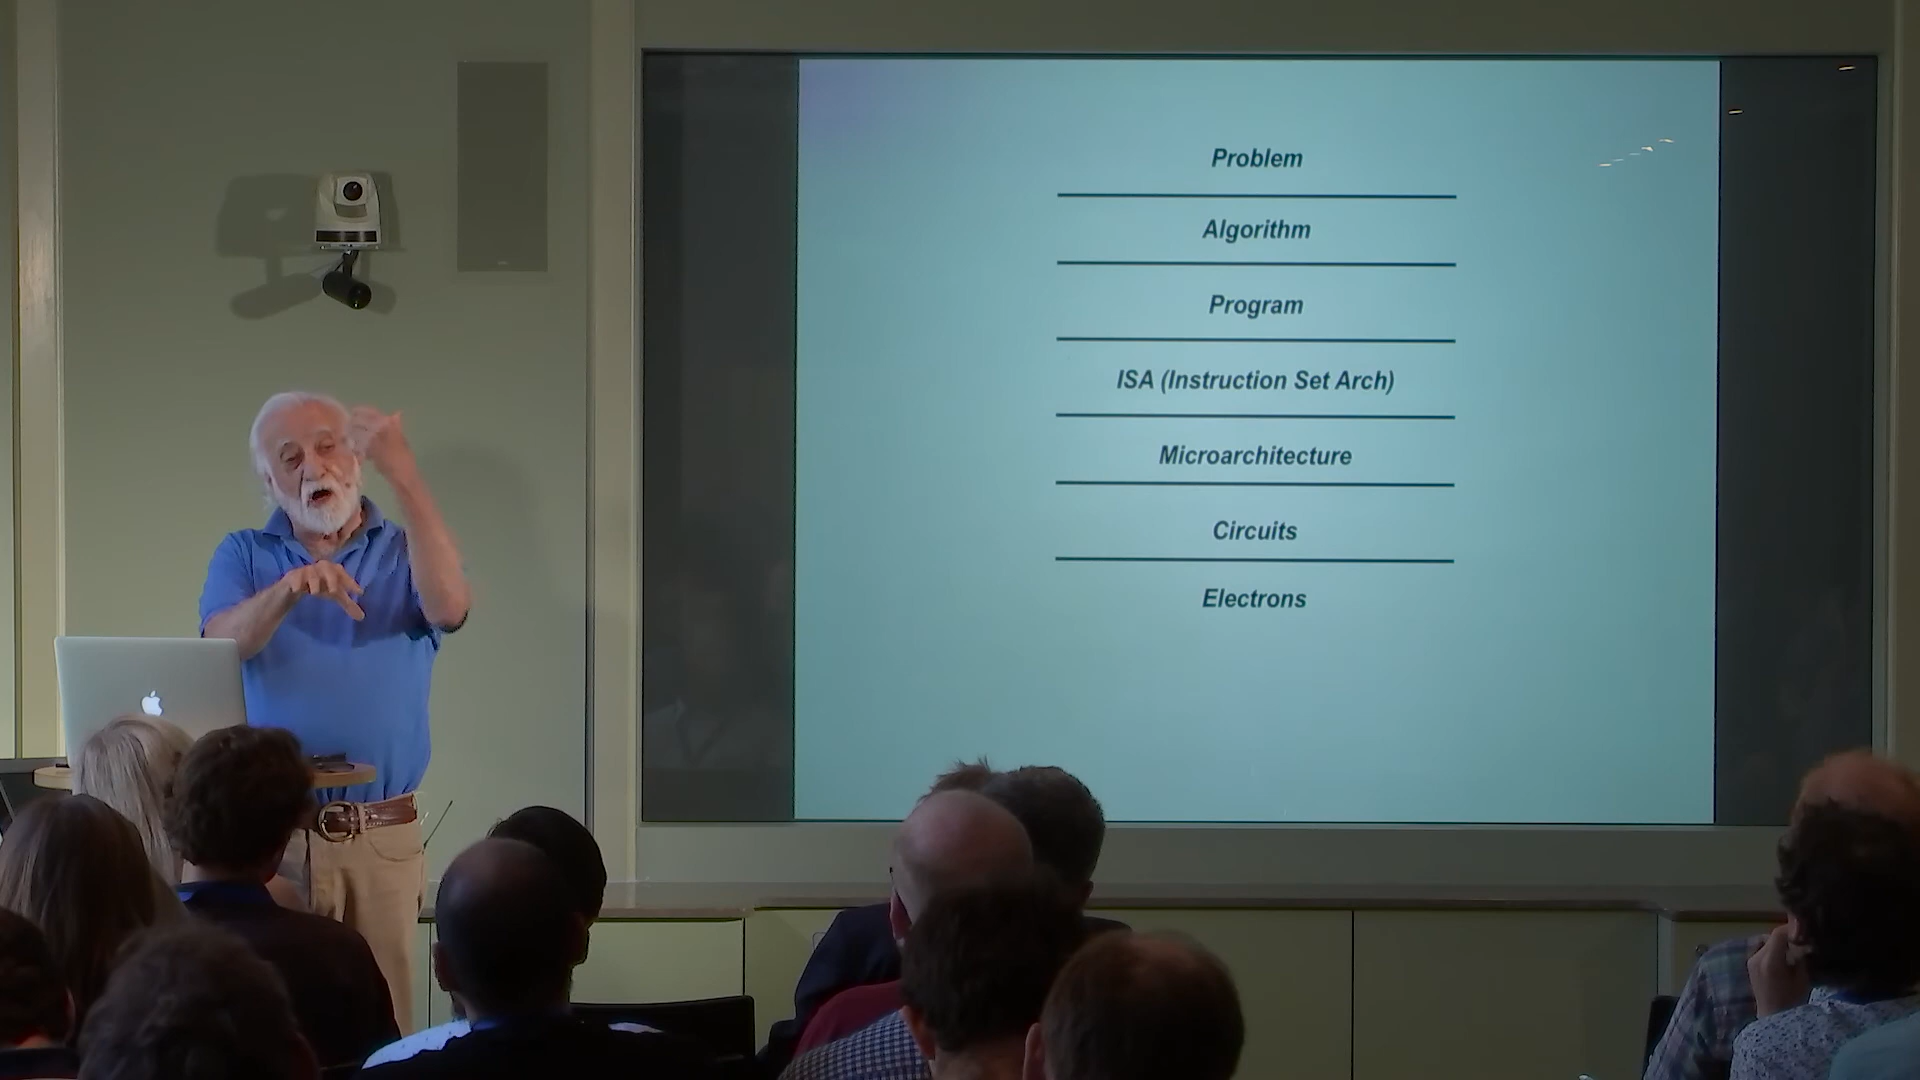 Problem
Algorithm
Program
ISA (Instruction Set Arch)
Microarchitecture
Circuits
Electrons